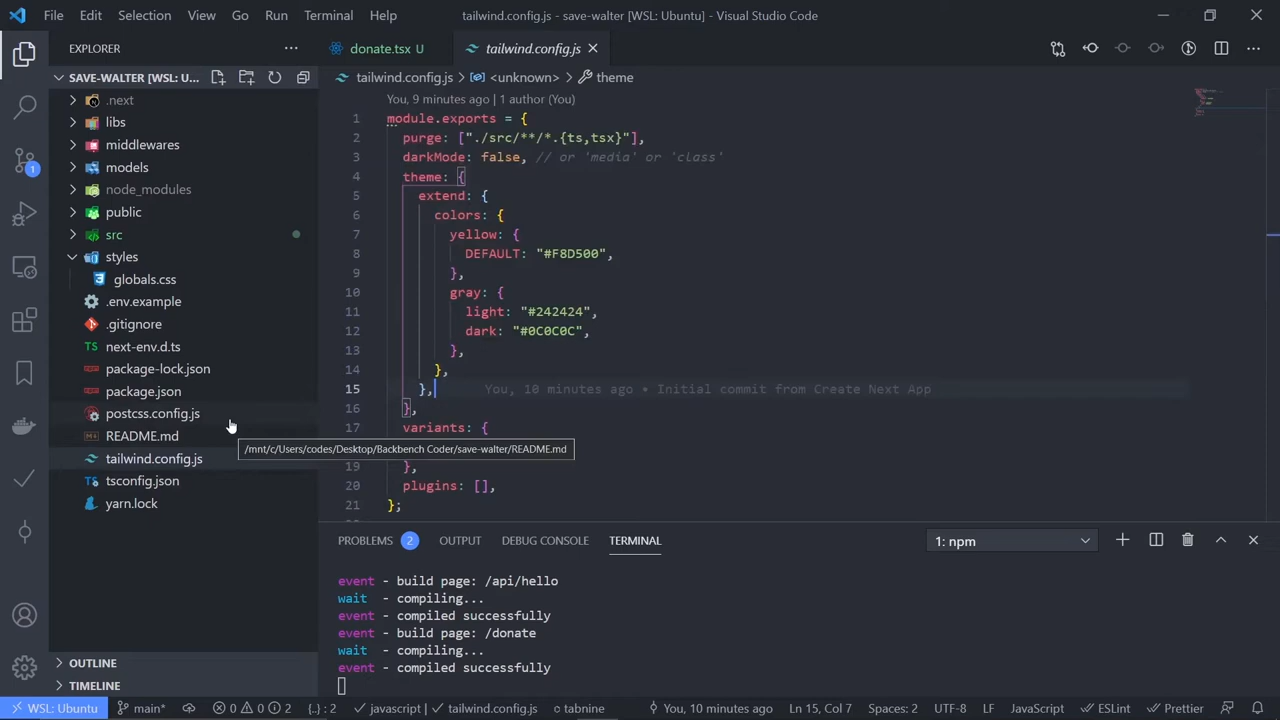 File Edit Selection View Go Run Terminal Help
tailwind.config.js - save-walter [WSL: Ubuntu] - Visual Studio Code
EXPLORER
donate.tsx U
tailwind.config.js
SAVE-WALTER [WSL: U...
tailwind.config.js > <unknown> > theme
.next
libs
middlewares
models
node_modules
public
src
styles
globals.css
.env.example
.gitignore
TS next-env.d.ts
package-lock.json
package.json
postcss.config.js
README.md
tailwind.config.js
tsconfig.json
yarn.lock
OUTLINE
TIMELINE
1
You, 9 minutes ago | 1 author (You)
1 module.exports = {
2 purge: ["./src/**/*.{ts,tsx}"],
3 darkMode: false, // or 'media' or 'class'
4 theme: {
5 extend: {
6 colors: {
7 yellow: {
8 DEFAULT: "#F8D500",
9 },
10 gray: {
11 light: "#242424",
12 dark: "#0C0C0C",
13 },
14 },
15 }, You, 10 minutes ago • Initial commit from Create Next App
16 },
17 variants: {
/mnt/c/Users/codes/Desktop/Backbench Coder/save-walter/README.md
19 },
20 plugins: [],
21 };
PROBLEMS 2 OUTPUT DEBUG CONSOLE TERMINAL
1: npm
event - build page: /api/hello
wait - compiling...
event - compiled successfully
event - build page: /donate
wait - compiling...
event - compiled successfully
WSL: Ubuntu main* 0 0 2 {..} : 2 javascript | tailwind.config.js tabnine You, 10 minutes ago Ln 15, Col 7 Spaces: 2 UTF-8 LF JavaScript ESLint Prettier